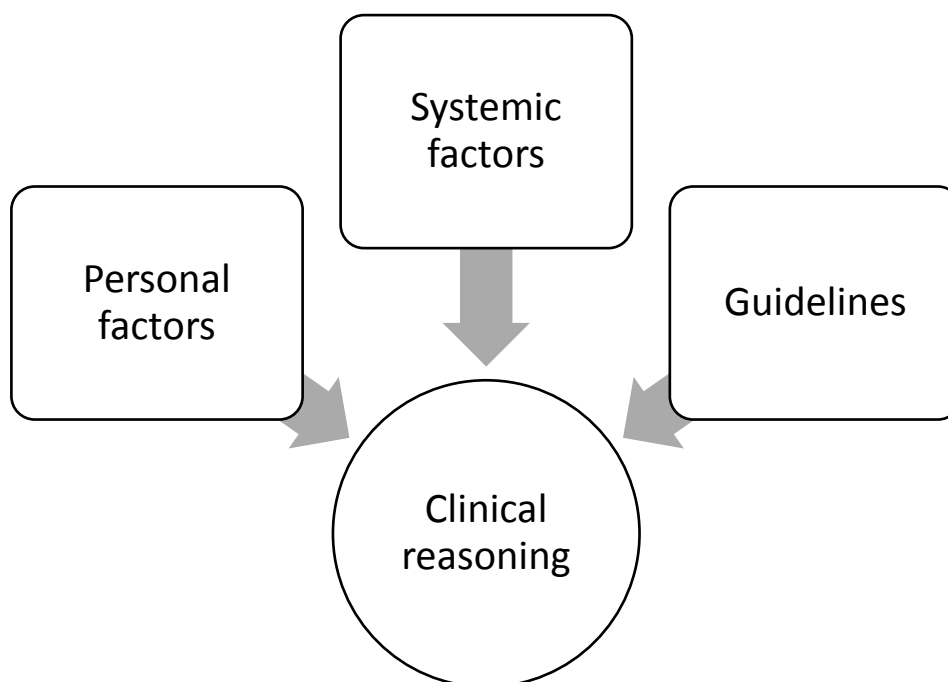 Systemic
factors
Personal
factors
Guidelines
Clinical
reasoning